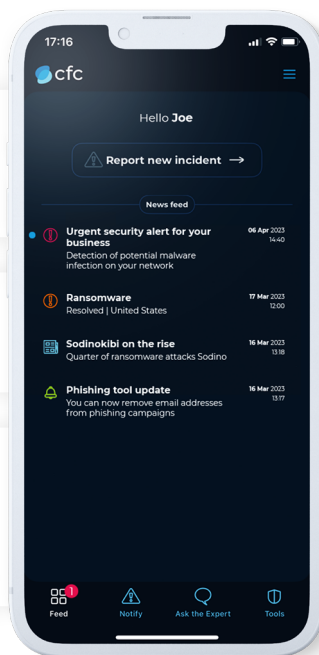 17:16
cfc
Hello Joe
Report new incident →
News feed
Urgent security alert for your
business
06 Apr 2023
14:40
Detection of potential malware
infection on your network
Ransomware
17 Mar 2023
12:00
Resolved | United States
Sodinokibi on the rise
16 Mar 2023
13:18
Quarter of ransomware attacks Sodino
Phishing tool update
16 Mar 2023
13:17
You can now remove email addresses
from phishing campaigns
1
Feed
Notify
Ask the Expert
Tools